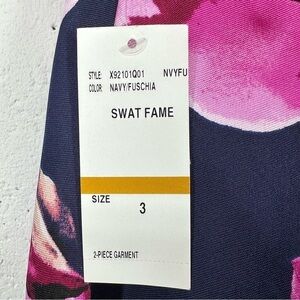 STYLE X92101Q01 NVYFU
COLOR NAVY/FUSCHIA
SWAT FAME
SIZE 3
2-PIECE GARMENT